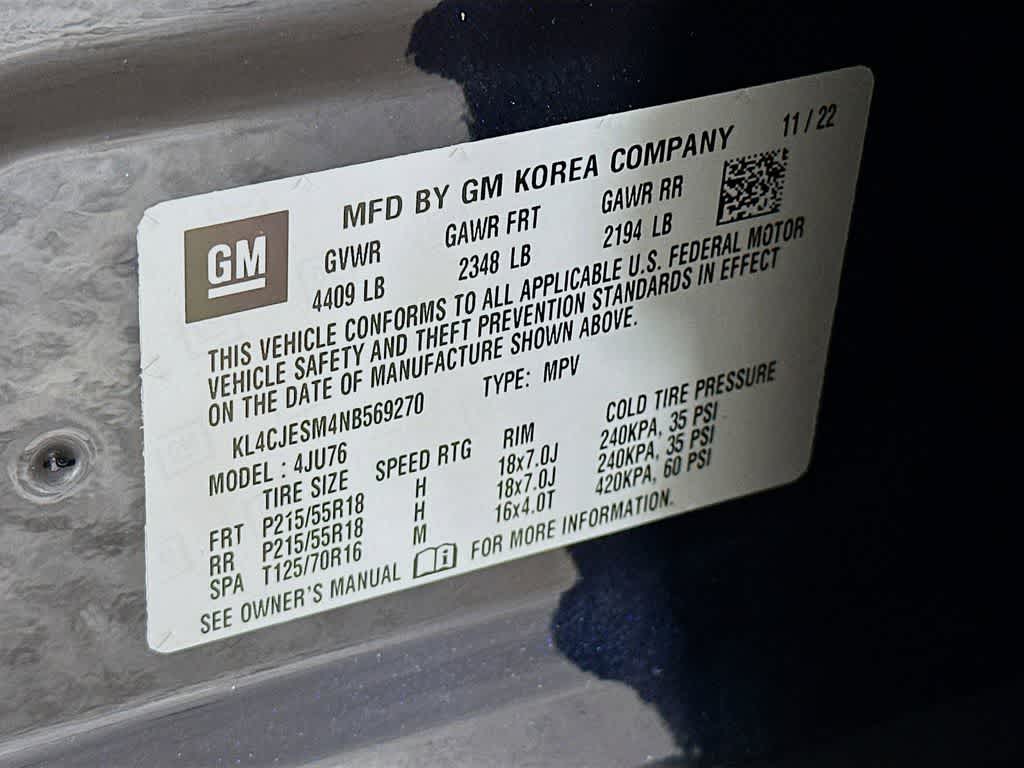 MFD BY GM KOREA COMPANY 11 / 22
GM
GVWR GAWR FRT GAWR RR
4409 LB 2348 LB 2194 LB
THIS VEHICLE CONFORMS TO ALL APPLICABLE U.S. FEDERAL MOTOR
VEHICLE SAFETY AND THEFT PREVENTION STANDARDS IN EFFECT
ON THE DATE OF MANUFACTURE SHOWN ABOVE.
KL4CJESM4NB569270 TYPE: MPV
MODEL : 4JU76
TIRE SIZE SPEED RTG RIM COLD TIRE PRESSURE
FRT P215/55R18 H 18x7.0J 240KPA, 35 PSI
RR P215/55R18 H 18x7.0J 240KPA, 35 PSI
SPA T125/70R16 M 16x4.0T 420KPA, 60 PSI
SEE OWNER'S MANUAL i FOR MORE INFORMATION.